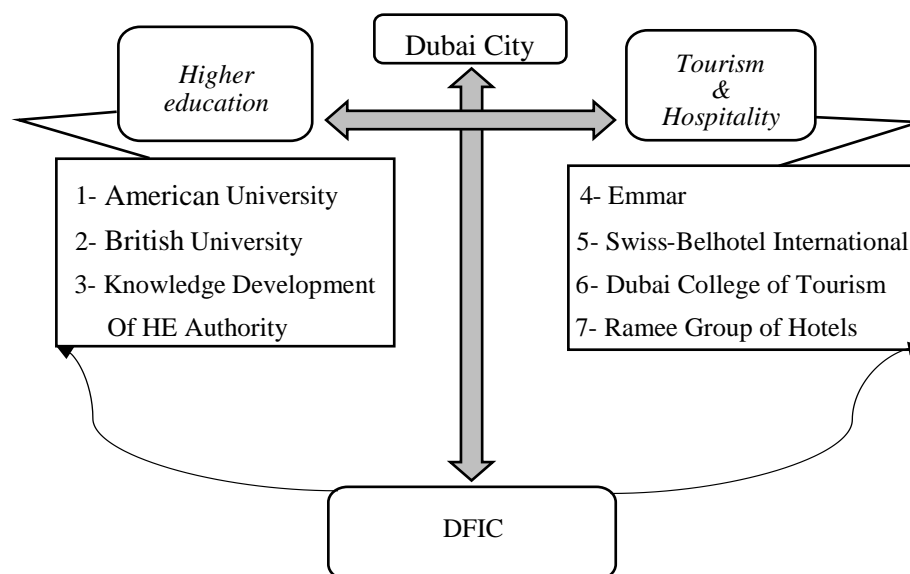 Dubai City
Higher
education
Tourism
&
Hospitality
1- American University
2- British University
3- Knowledge Development
Of HE Authority
4- Emmar
5- Swiss-Belhotel International
6- Dubai College of Tourism
7- Ramee Group of Hotels
DFIC